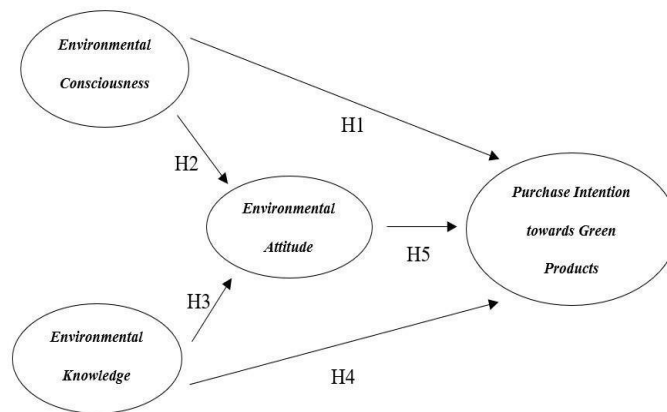 Environmental
Consciousness
H1
H2
Environmental
Attitude
Purchase Intention
towards Green
Products
H5
H3
Environmental
Knowledge
H4